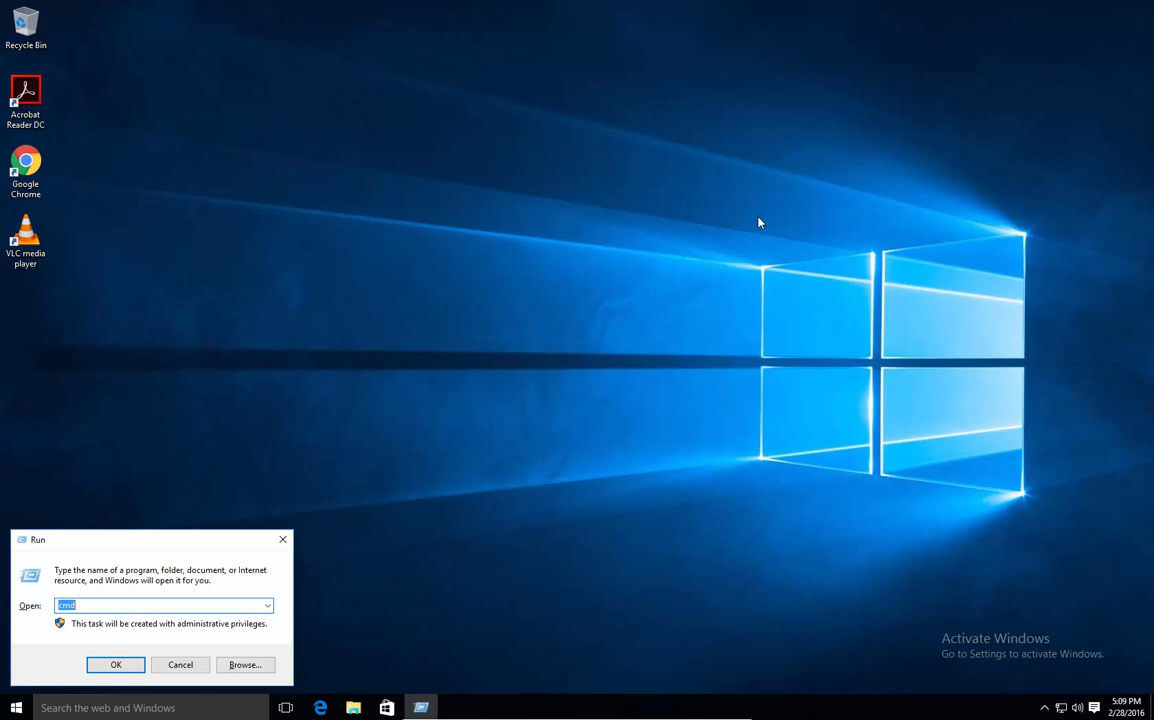 Recycle Bin
Acrobat
Reader DC
Google
Chrome
VLC media
player
Run
Type the name of a program, folder, document, or Internet
resource, and Windows will open it for you.
Open: cmd
This task will be created with administrative privileges.
OK Cancel Browse...
Activate Windows
Go to Settings to activate Windows.
Search the web and Windows
5:09 PM
2/28/2016